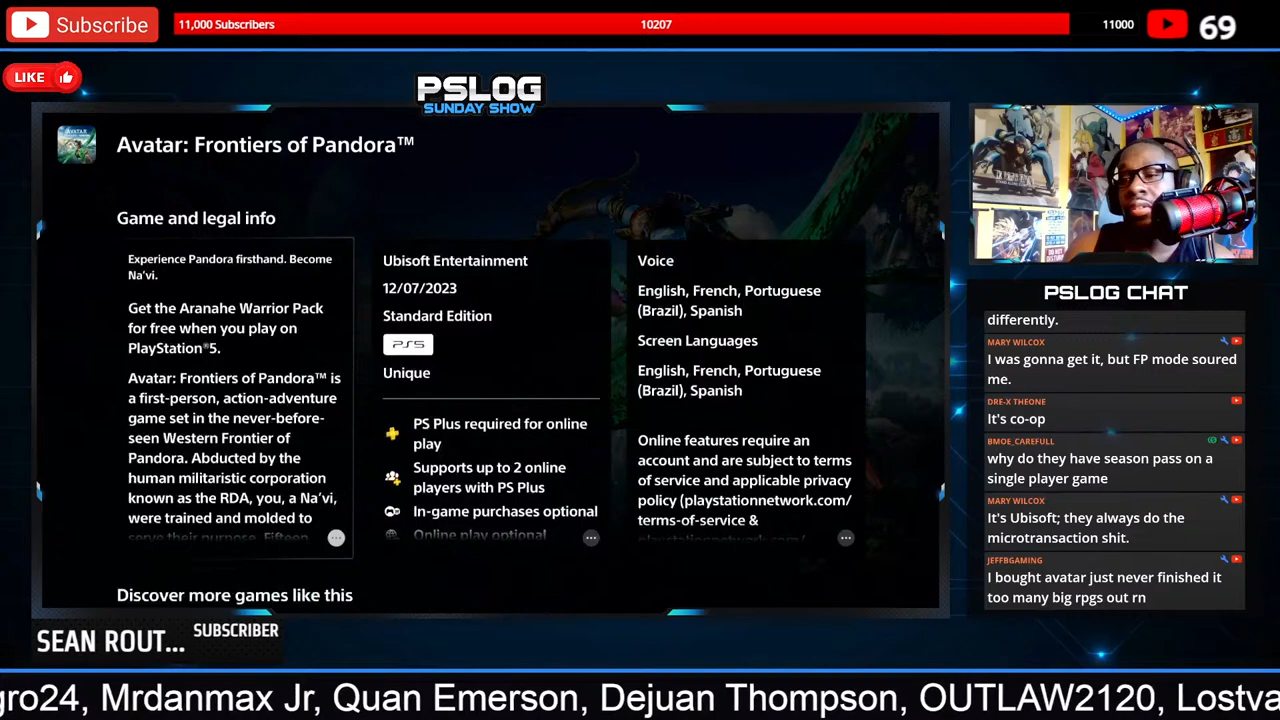 Subscribe
11,000 Subscribers
10207
11000
69
LIKE
PSLOG
SUNDAY SHOW
Avatar: Frontiers of Pandora™
Game and legal info
Experience Pandora firsthand. Become
Na'vi.
Get the Aranahe Warrior Pack
for free when you play on
PlayStation®5.
Avatar: Frontiers of Pandora™ is
a first-person, action-adventure
game set in the never-before-
seen Western Frontier of
Pandora. Abducted by the
human militaristic corporation
known as the RDA, you, a Na'vi,
were trained and molded to
serve their purpose. Fifteen
Ubisoft Entertainment
12/07/2023
Standard Edition
PS5
Unique
PS Plus required for online
play
Supports up to 2 online
players with PS Plus
In-game purchases optional
Online play optional
Voice
English, French, Portuguese
(Brazil), Spanish
Screen Languages
English, French, Portuguese
(Brazil), Spanish
Online features require an
account and are subject to terms
of service and applicable privacy
policy (playstationnetwork.com/
terms-of-service &
playstationnetwork.com/
Discover more games like this
PSLOG CHAT
differently.
MARY WILCOX
I was gonna get it, but FP mode soured
me.
DRE-X THEONE
It's co-op
BMOE_CAREFULL
why do they have season pass on a
single player game
MARY WILCOX
It's Ubisoft; they always do the
microtransaction shit.
JEFFBGAMING
I bought avatar just never finished it
too many big rpgs out rn
SEAN ROUT...
SUBSCRIBER
gro24, Mrdanmax Jr, Quan Emerson, Dejuan Thompson, OUTLAW2120, Lostva